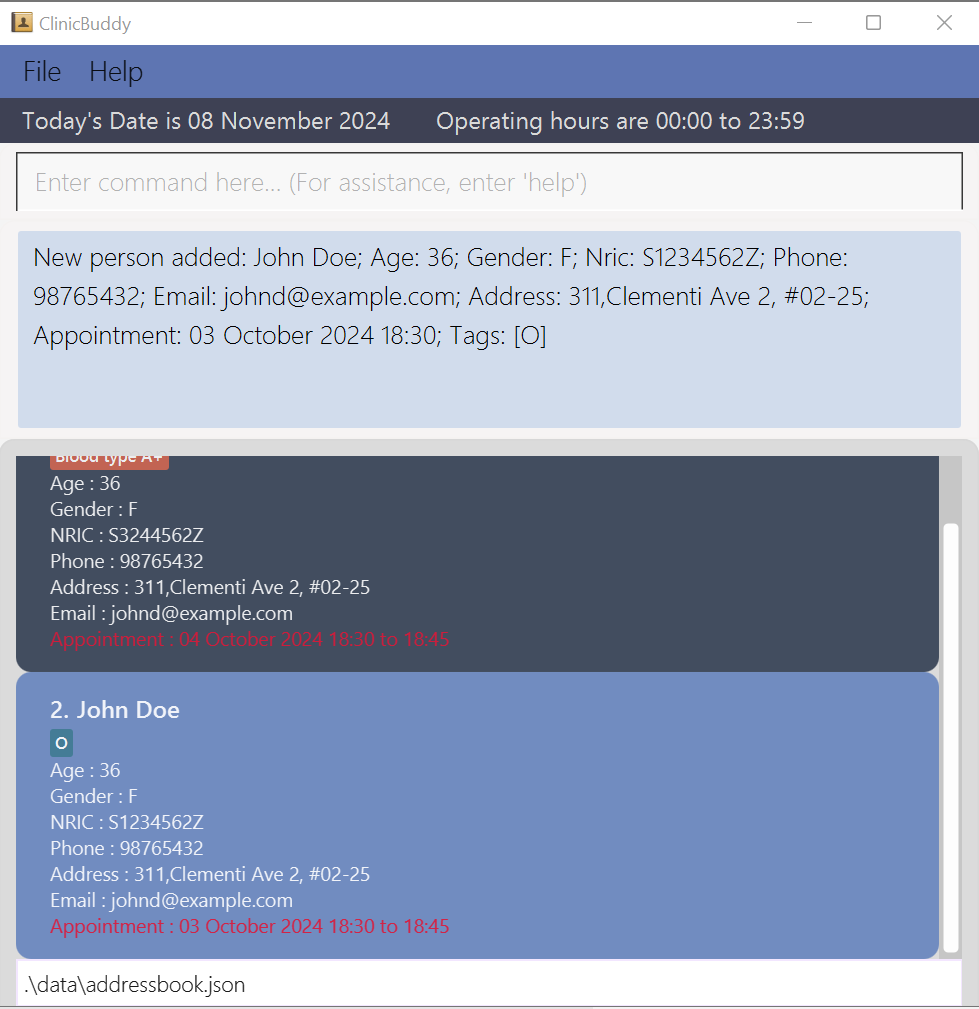 ClinicBuddy
File Help
Today's Date is 08 November 2024 Operating hours are 00:00 to 23:59
Enter command here... (For assistance, enter 'help')
New person added: John Doe; Age: 36; Gender: F; Nric: S1234562Z; Phone:
98765432; Email: johnd@example.com; Address: 311,Clementi Ave 2, #02-25;
Appointment: 03 October 2024 18:30; Tags: [O]
Blood type A+
Age : 36
Gender : F
NRIC : S3244562Z
Phone : 98765432
Address : 311,Clementi Ave 2, #02-25
Email : johnd@example.com
Appointment : 04 October 2024 18:30 to 18:45
2. John Doe
O
Age : 36
Gender : F
NRIC : S1234562Z
Phone : 98765432
Address : 311,Clementi Ave 2, #02-25
Email : johnd@example.com
Appointment : 03 October 2024 18:30 to 18:45
.\data\addressbook.json